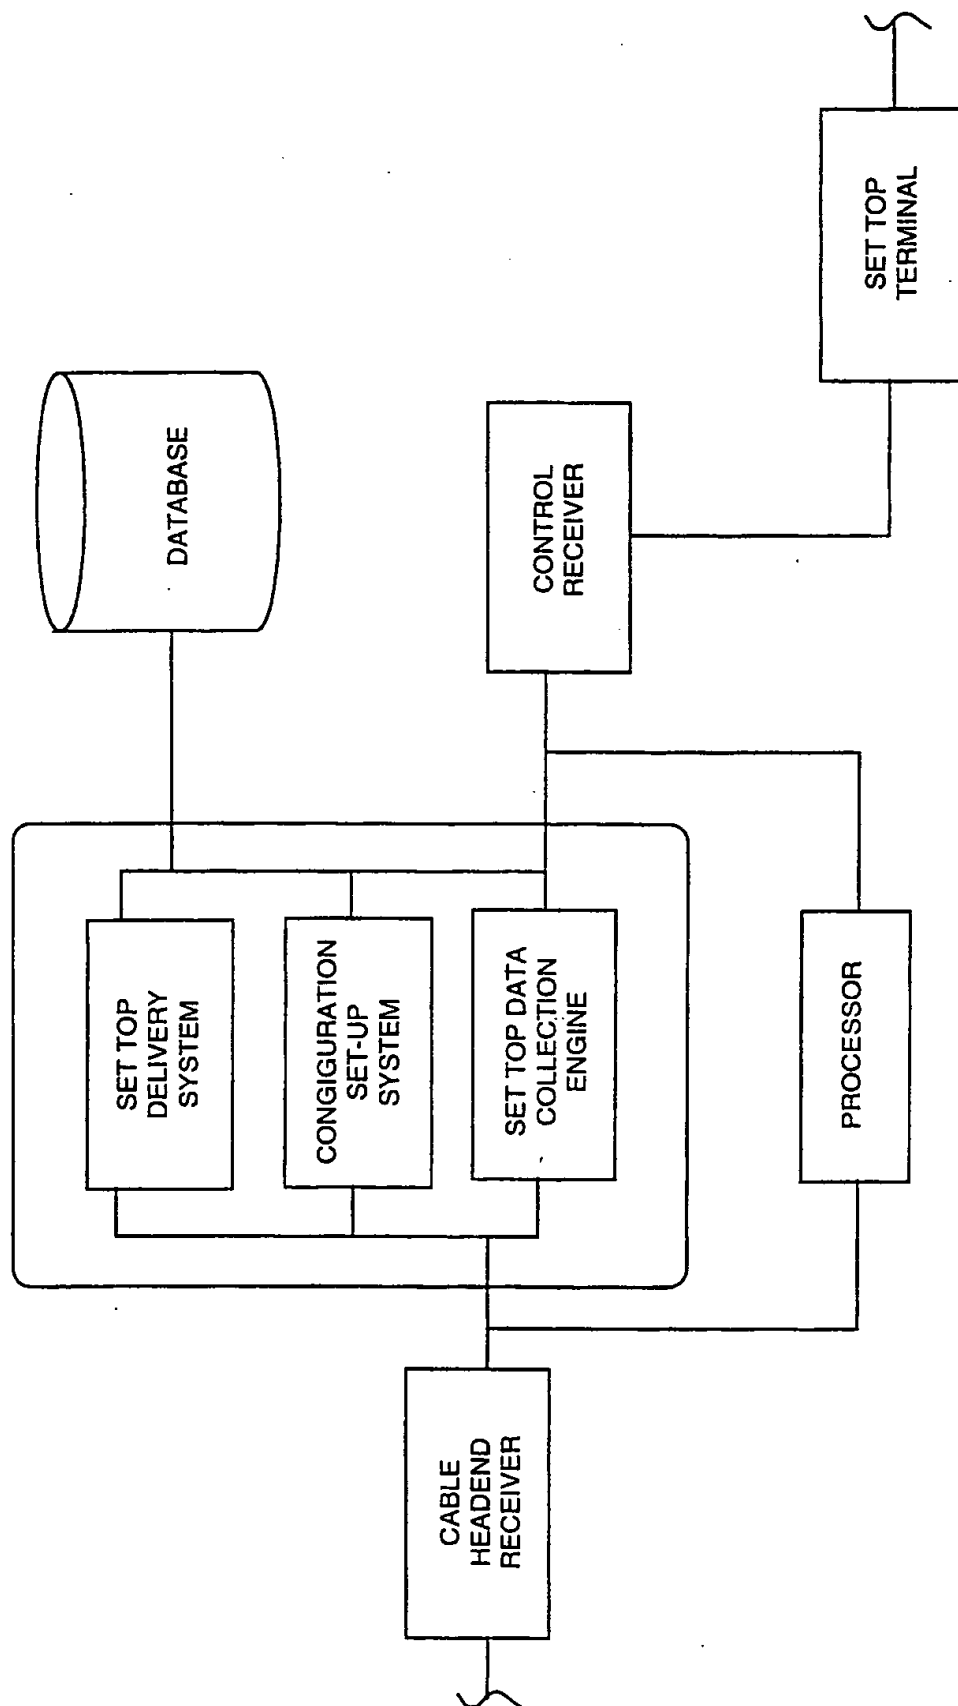 DATABASE
SET TOP
DELIVERY
SYSTEM
CONGIGURATION
SET-UP
SYSTEM
SET TOP DATA
COLLECTION
ENGINE
CABLE
HEADEND
RECEIVER
CONTROL
RECEIVER
PROCESSOR
SET TOP
TERMINAL